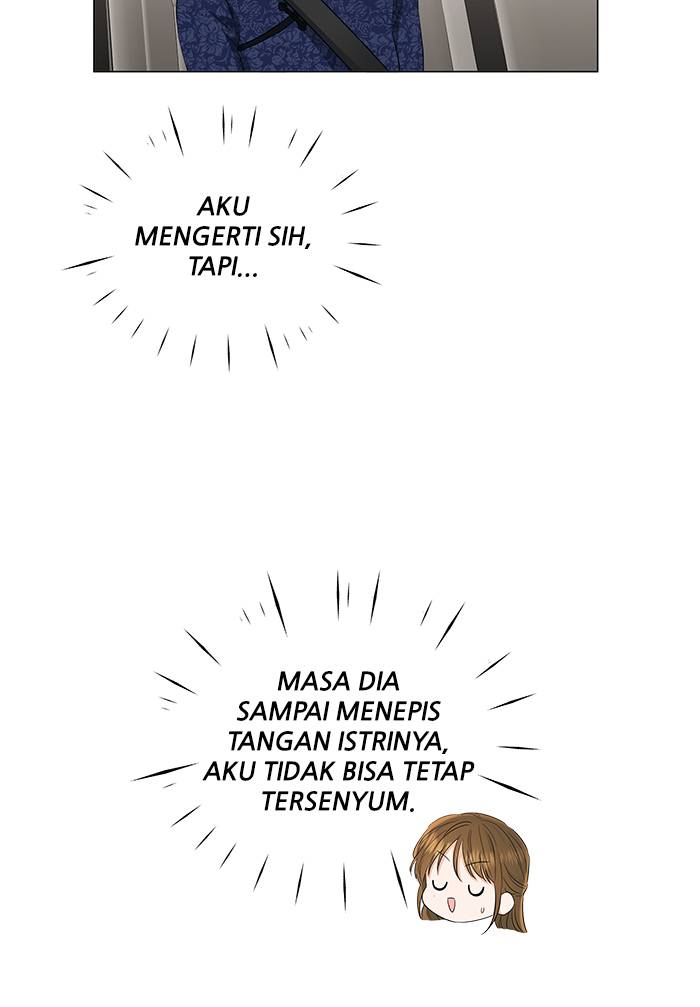 AKU
MENGERTI SIH,
TAPI...
MASA DIA
SAMPAI MENEPIS
TANGAN ISTRINYA,
AKU TIDAK BISA TETAP
TERSENYUM.